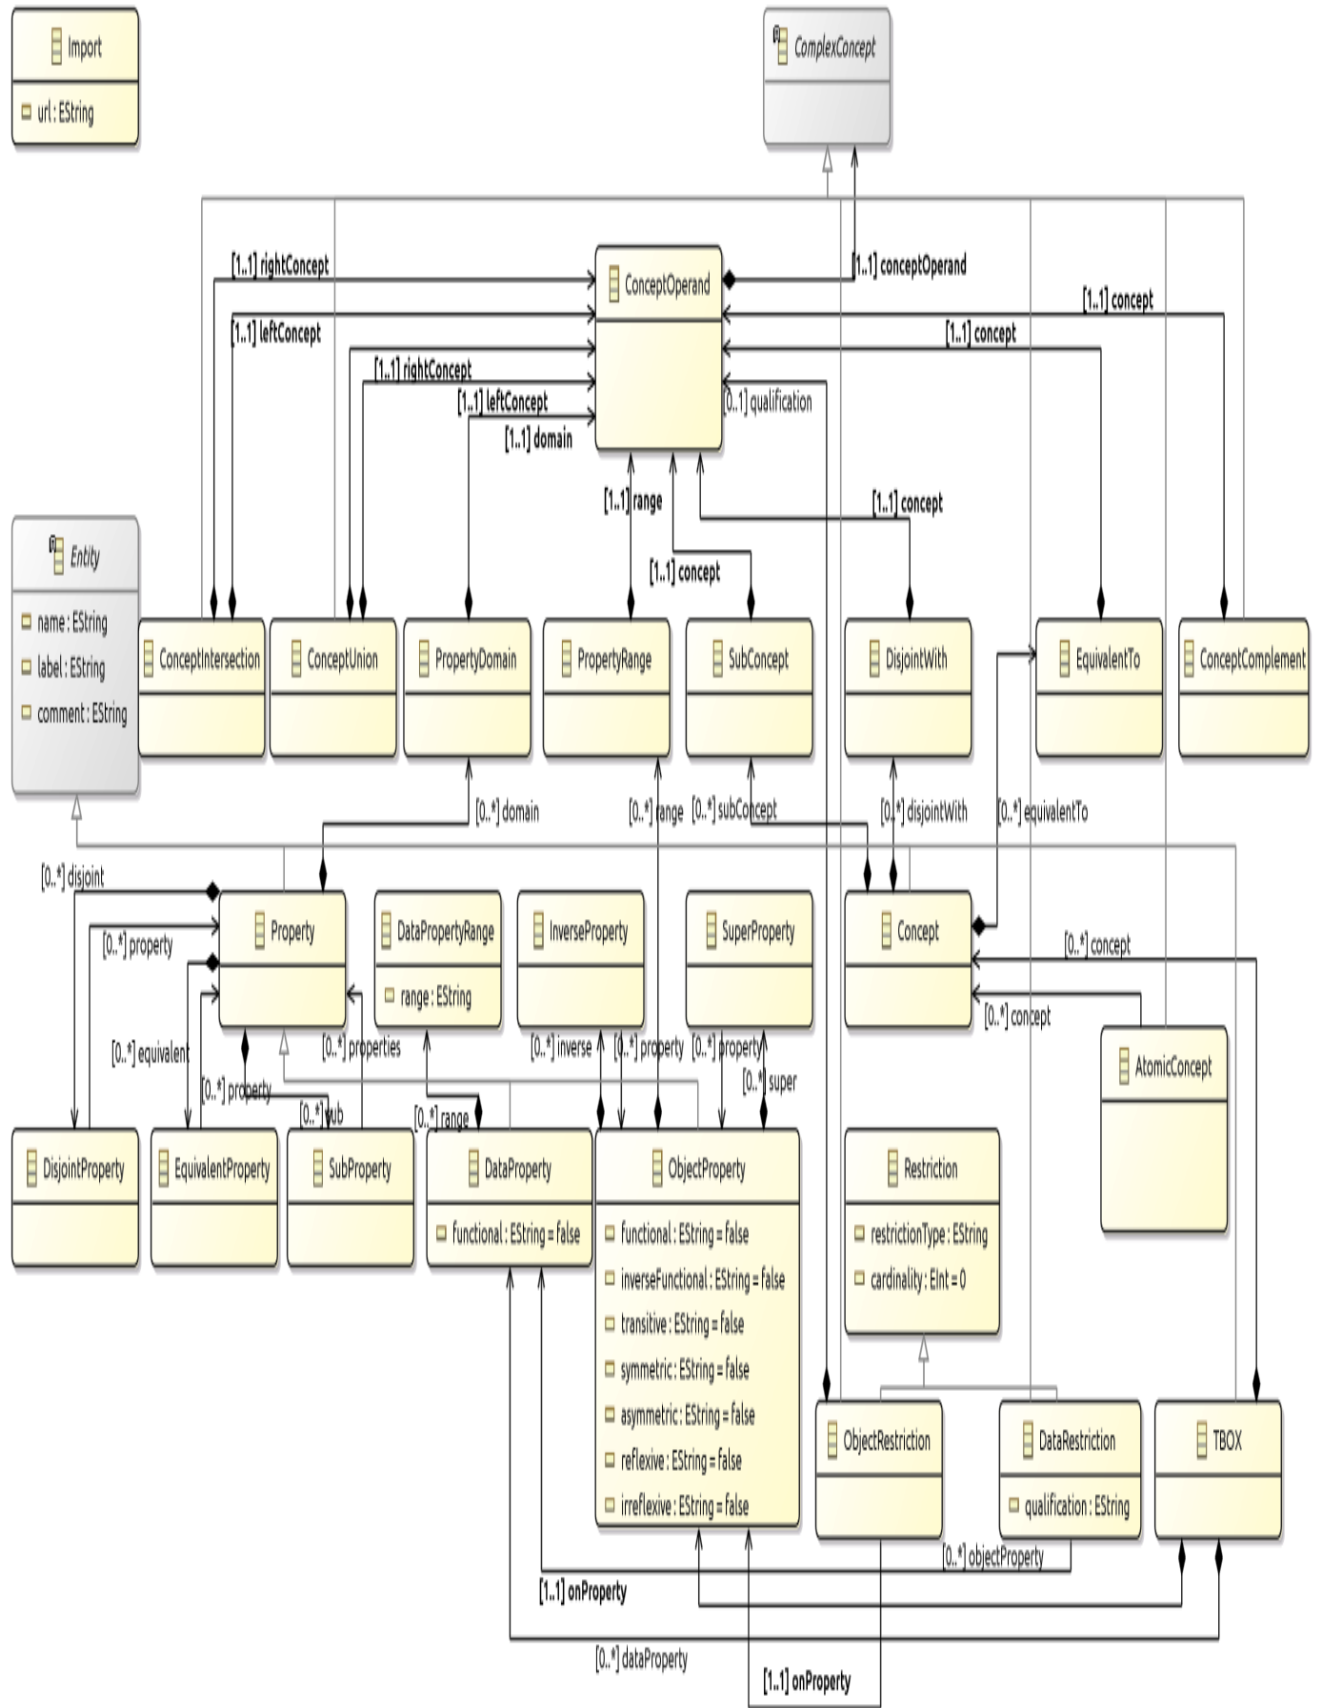 Import
ComplexConcept
url : EString
[1..1] rightConcept
ConceptOperand
[1..1] conceptOperand
[1..1] concept
[1..1] leftConcept
[1..1] concept
[1..1] rightConcept
[1..1] leftConcept
[0..1] qualification
[1..1] domain
[1..1] range
[1..1] concept
Entity
[1..1] concept
name : EString
label : EString
comment : EString
ConceptIntersection
ConceptUnion
PropertyDomain
PropertyRange
SubConcept
DisjointWith
EquivalentTo
ConceptComplement
[0..*] domain
[0..*] range
[0..*] subConcept
[0..*] disjointWith
[0..*] equivalentTo
[0..*] disjoint
Property
DataPropertyRange
InverseProperty
SuperProperty
Concept
[0..*] property
[0..*] concept
range : EString
[0..*] concept
[0..*] equivalent
[0..*] properties
[0..*] inverse
[0..*] property
[0..*] property
AtomicConcept
[0..*] property
[0..*] super
[0..*] sub
[0..*] range
DisjointProperty
EquivalentProperty
SubProperty
DataProperty
ObjectProperty
Restriction
functional : EString = false
functional : EString = false
inverseFunctional : EString = false
transitive : EString = false
symmetric : EString = false
asymmetric : EString = false
reflexive : EString = false
irreflexive : EString = false
restrictionType : EString
cardinality : EInt = 0
ObjectRestriction
DataRestriction
TBOX
qualification : EString
[0..*] objectProperty
[1..1] onProperty
[0..*] dataProperty
[1..1] onProperty